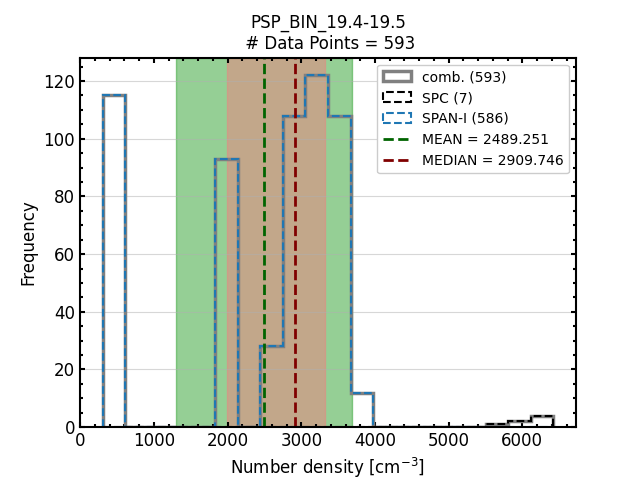 PSP_BIN_19.4-19.5
# Data Points = 593
comb. (593)
SPC (7)
SPAN-I (586)
MEAN = 2489.251
MEDIAN = 2909.746
Frequency
120
100
80
60
40
20
0
0 1000 2000 3000 4000 5000 6000
Number density [cm⁻³]